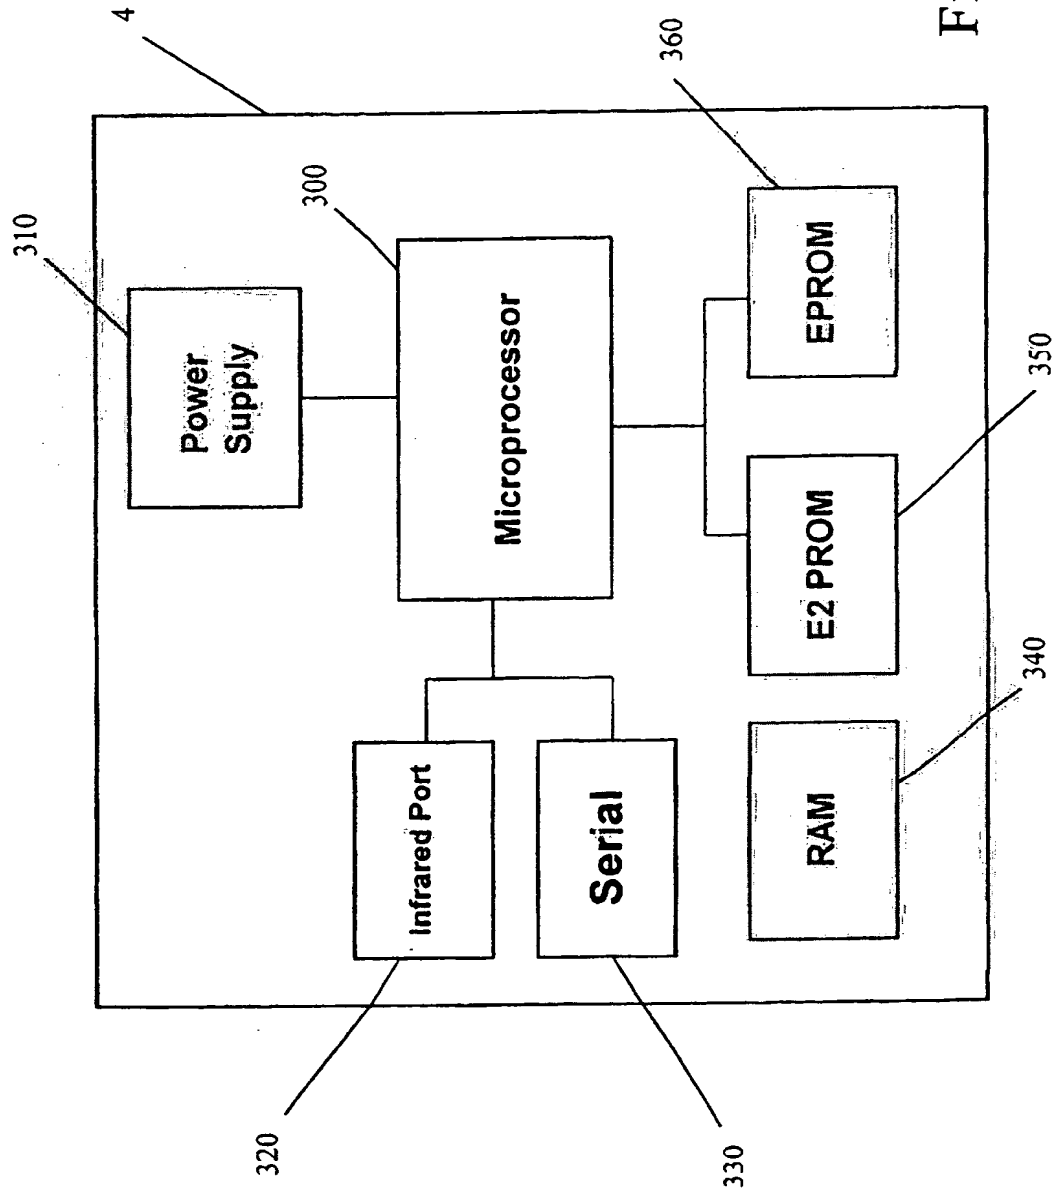 310
4
Power
Supply
320
300
Infrared Port
Microprocessor
Serial
360
330
RAM
E2 PROM
EPROM
340
350